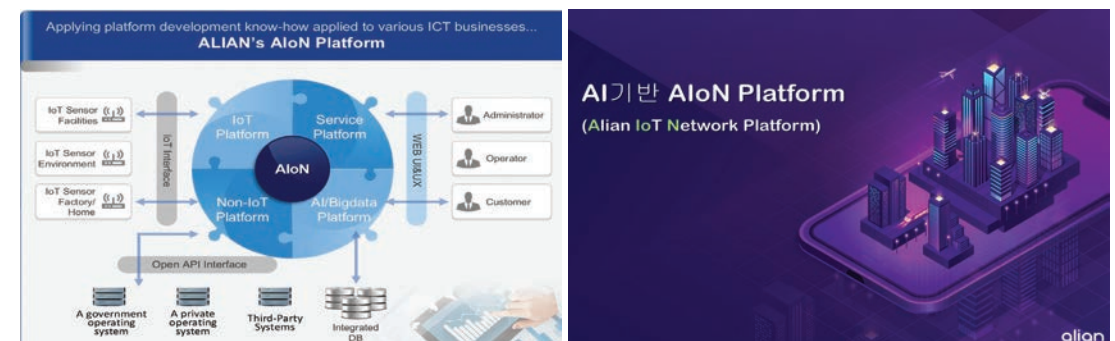 Applying platform development know-how applied to various ICT businesses...
ALIAN's AIoN Platform
IoT Sensor
Facilities
IoT Sensor
Environment
IoT Sensor
Factory/
Home
IoT Interface
IoT
Platform
Service
Platform
AIoN
Non-IoT
Platform
AI/Bigdata
Platform
WEB UI&UX
Administrator
Operator
Customer
Open API Interface
A government
operating
system
A private
operating
system
Third-Party
Systems
Integrated
DB
AI기반 AIoN Platform
(Alian IoT Network Platform)
alian